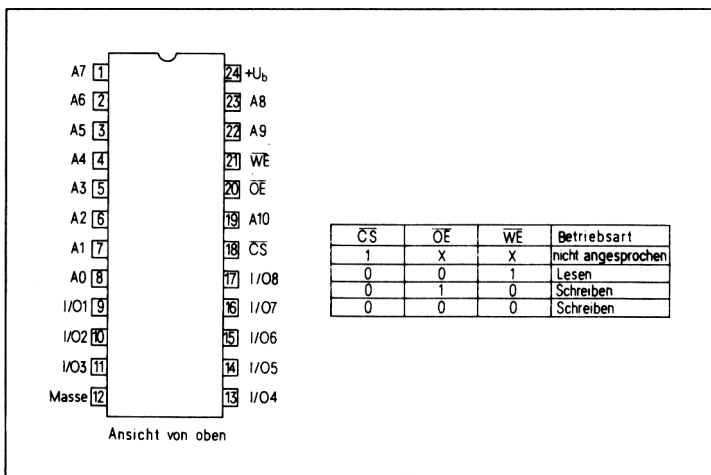 A7 1 24 +Ub
A6 2 23 A8
A5 3 22 A9
A4 4 21 W̅E̅
A3 5 20 O̅E̅
A2 6 19 A10
A1 7 18 C̅S̅
A0 8 17 I/O8
I/O1 9 16 I/O7
I/O2 10 15 I/O6
I/O3 11 14 I/O5
Masse 12 13 I/O4
Ansicht von oben
C̅S̅ O̅E̅ W̅E̅ Betriebsart
1 X X nicht angesprochen
0 0 1 Lesen
0 1 0 Schreiben
0 0 0 Schreiben